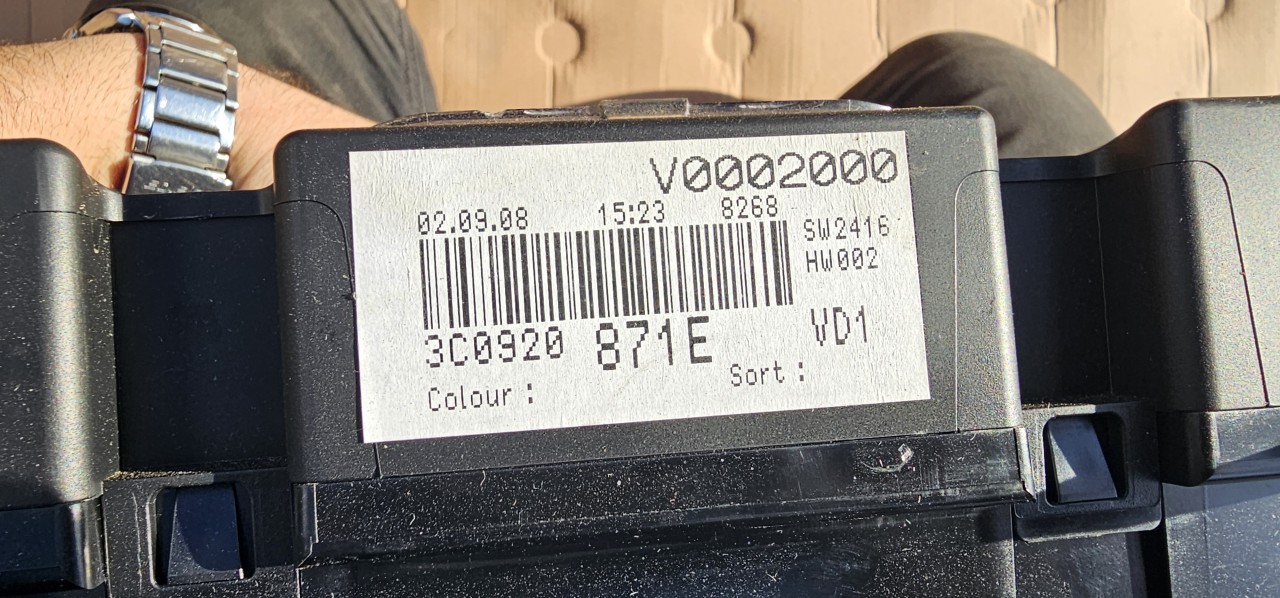 V0002000
02.09.08 15:23 8268
SW2416
HW002
3C0920 871E VD1
Colour : Sort :